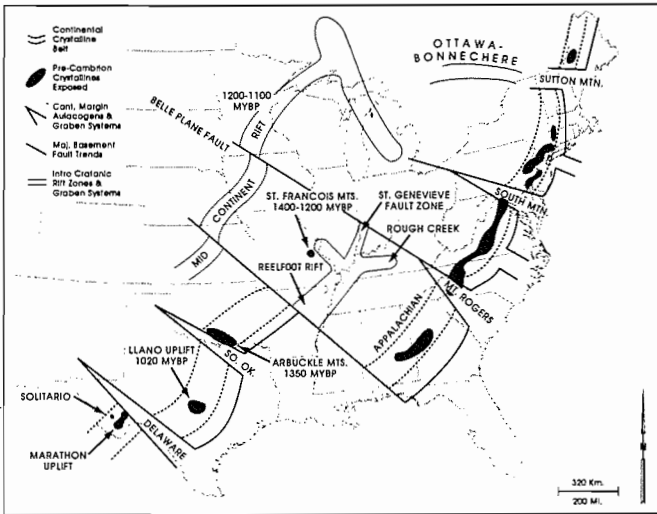 Continental
Crystalline
Belt
Pre-Cambrian
Crystallines
Exposed
Cont. Margin
Aulacogens &
Graben Systems
Maj. Basement
Fault Trends
Intra Cratonic
Rift Zones &
Graben Systems
OTTAWA-
BONNECHERE
SUTTON MTN.
1200-1100
MYBP
BELLE PLANE FAULT
RIFT
CONTINENT
MID
ST. FRANCOIS MTS.
1400-1200 MYBP
ST. GENEVIEVE
FAULT ZONE
SOUTH MTN.
ROUGH CREEK
REELFOOT RIFT
MT. ROGERS
APPALACHIAN
LLANO UPLIFT
1020 MYBP
SO. OK.
ARBUCKLE MTS.
1350 MYBP
SOLITARIO
DELAWARE
MARATHON
UPLIFT
N
320 Km.
200 MI.